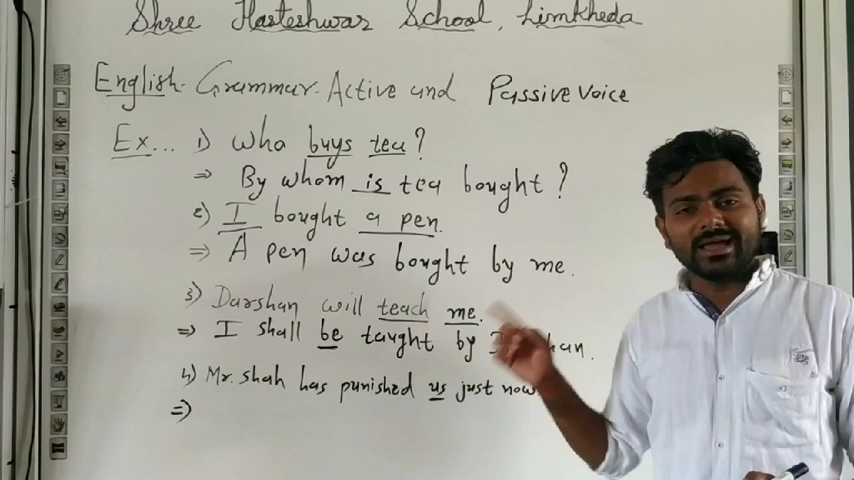 Shree Hasteshwar School, Limkheda
English Grammar. Active and Passive Voice
Ex... 1) Who buys tea?
⇒ By whom is tea bought?
2) I bought a pen.
⇒ A pen was bought by me.
3) Darshan will teach me.
⇒ I shall be taught by
4) Mr. Shah has punished us just now
⇒